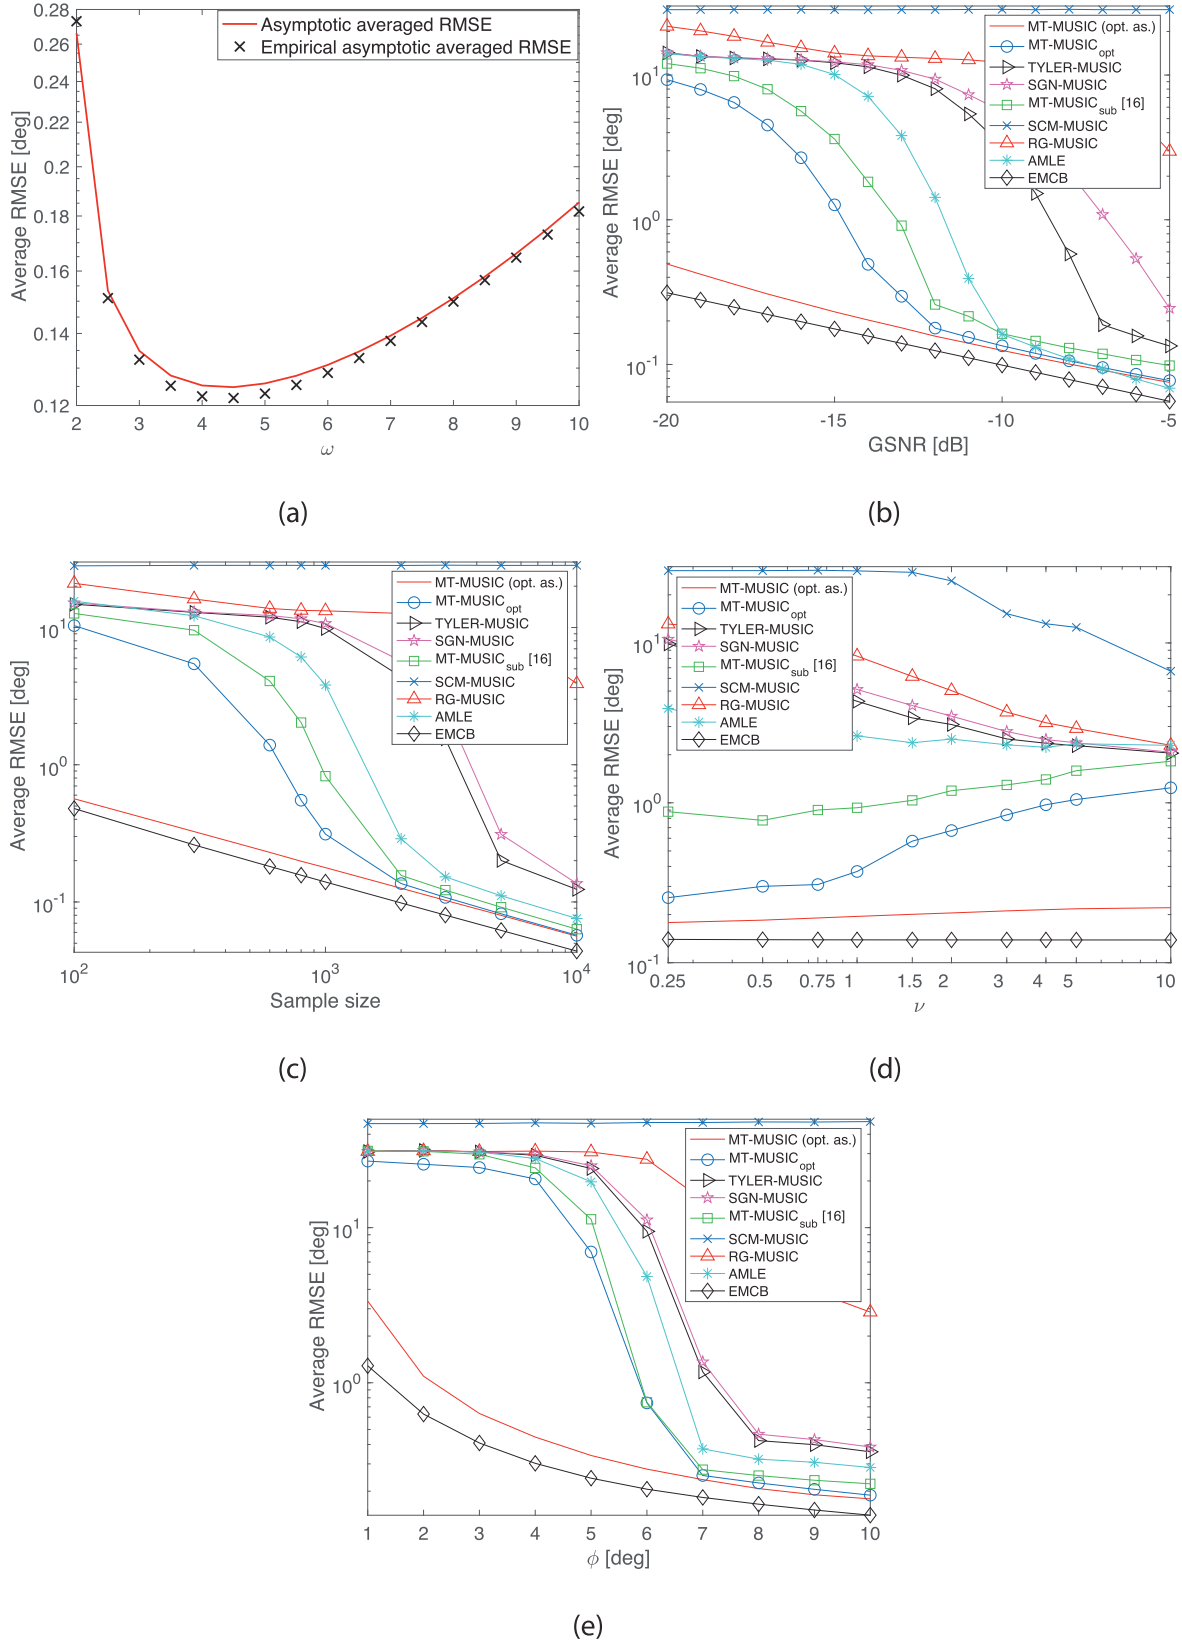 Asymptotic averaged RMSE
Empirical asymptotic averaged RMSE
Average RMSE [deg]
0.28
0.26
0.24
0.22
0.2
0.18
0.16
0.14
0.12
2 3 4 5 6 7 8 9 10
ω
(a)
MT-MUSIC (opt. as.)
MT-MUSIC_opt
TYLER-MUSIC
SGN-MUSIC
MT-MUSIC_sub [16]
SCM-MUSIC
RG-MUSIC
AMLE
EMCB
Average RMSE [deg]
10^1
10^0
10^-1
-20 -15 -10 -5
GSNR [dB]
(b)
MT-MUSIC (opt. as.)
MT-MUSIC_opt
TYLER-MUSIC
SGN-MUSIC
MT-MUSIC_sub [16]
SCM-MUSIC
RG-MUSIC
AMLE
EMCB
Average RMSE [deg]
10^1
10^0
10^-1
10^2 10^3 10^4
Sample size
(c)
MT-MUSIC (opt. as.)
MT-MUSIC_opt
TYLER-MUSIC
SGN-MUSIC
MT-MUSIC_sub [16]
SCM-MUSIC
RG-MUSIC
AMLE
EMCB
Average RMSE [deg]
10^1
10^0
10^-1
0.25 0.5 0.75 1 1.5 2 3 4 5 10
ν
(d)
MT-MUSIC (opt. as.)
MT-MUSIC_opt
TYLER-MUSIC
SGN-MUSIC
MT-MUSIC_sub [16]
SCM-MUSIC
RG-MUSIC
AMLE
EMCB
Average RMSE [deg]
10^1
10^0
1 2 3 4 5 6 7 8 9 10
ϕ [deg]
(e)